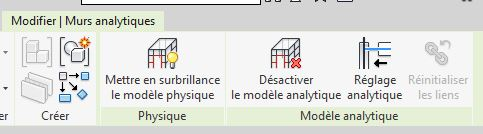 Modifier | Murs analytiques
Mettre en surbrillance
le modèle physique
Désactiver
le modèle analytique
Réglage
analytique
Réinitialiser
les liens
Créer
Physique
Modèle analytique